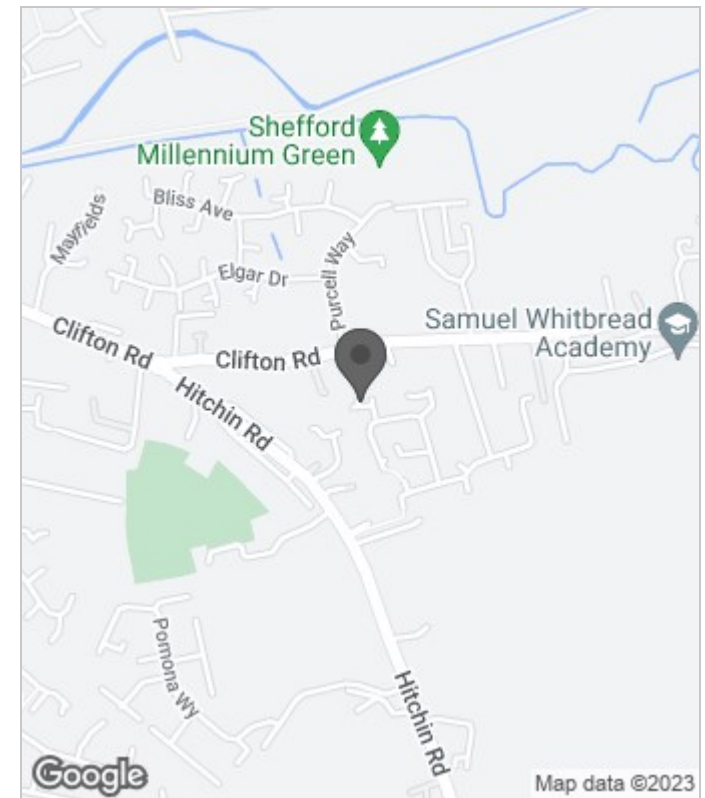 Shefford
Millennium Green
Bliss Ave
Mayfields
Elgar Dr
Purcell Way
Samuel Whitbread
Academy
Clifton Rd
Clifton Rd
Hitchin Rd
Pomona Wy
Hitchin Rd
Google
Map data ©2023